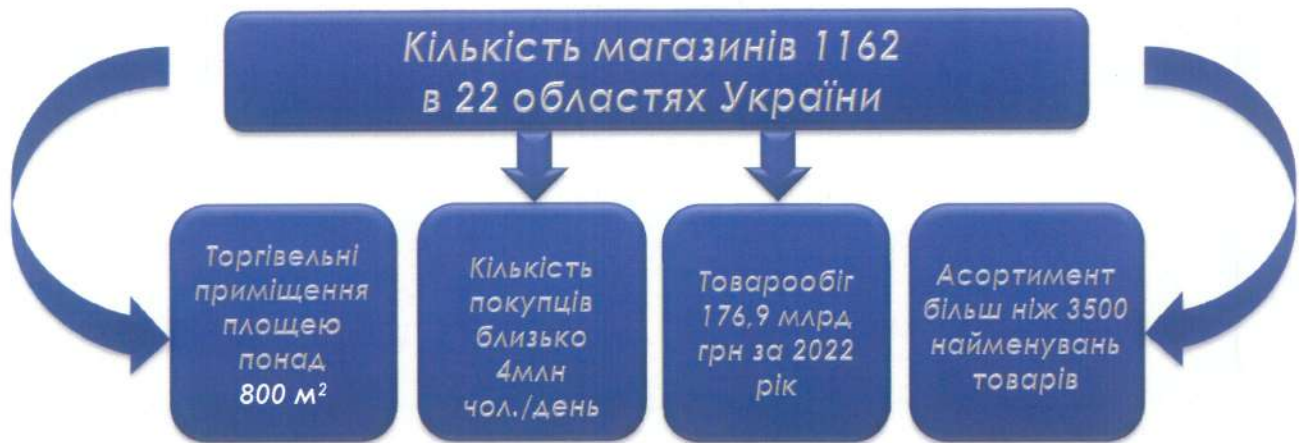 Кількість магазинів 1162
в 22 областях України
Торгівельні
приміщення
площею
понад
800 м²
Кількість
покупців
близько
4млн
чол./день
Товарообіг
176,9 млрд
грн за 2022
рік
Асортимент
більш ніж 3500
найменувань
товарів